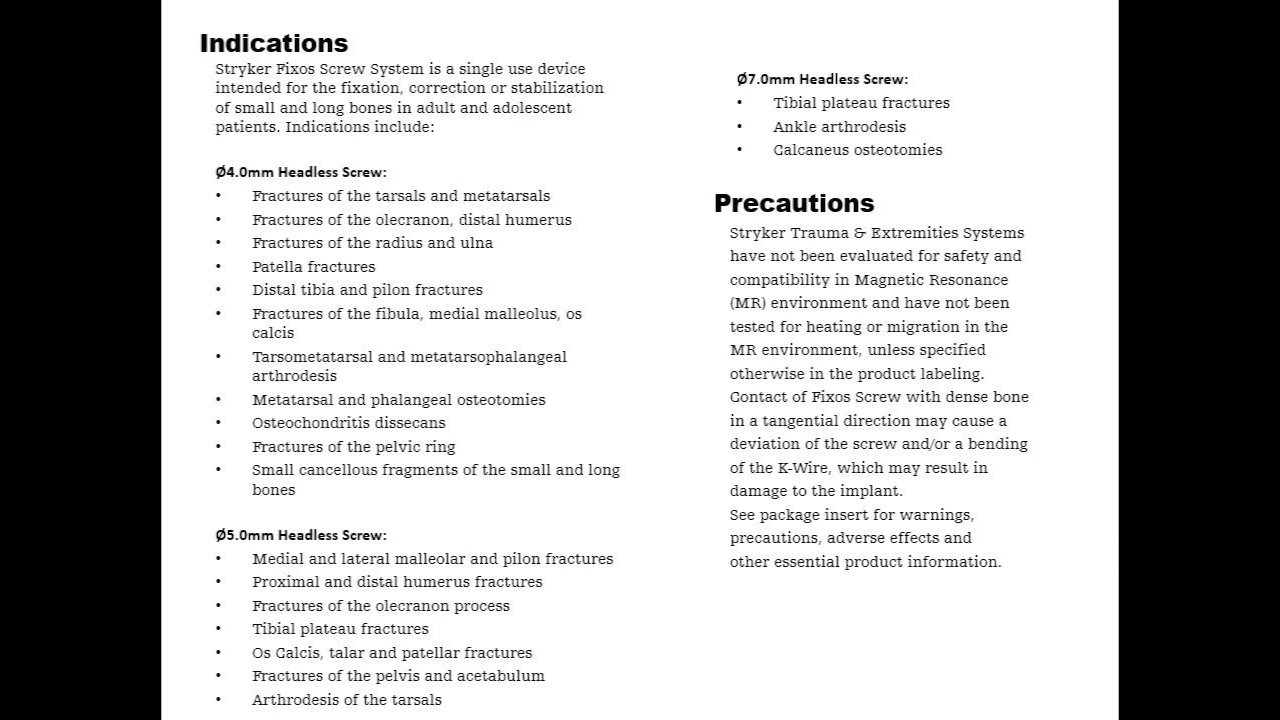 Indications
Stryker Fixos Screw System is a single use device
intended for the fixation, correction or stabilization
of small and long bones in adult and adolescent
patients. Indications include:
Ø4.0mm Headless Screw:
• Fractures of the tarsals and metatarsals
• Fractures of the olecranon, distal humerus
• Fractures of the radius and ulna
• Patella fractures
• Distal tibia and pilon fractures
• Fractures of the fibula, medial malleolus, os
calcis
• Tarsometatarsal and metatarsophalangeal
arthrodesis
• Metatarsal and phalangeal osteotomies
• Osteochondritis dissecans
• Fractures of the pelvic ring
• Small cancellous fragments of the small and long
bones
Ø5.0mm Headless Screw:
• Medial and lateral malleolar and pilon fractures
• Proximal and distal humerus fractures
• Fractures of the olecranon process
• Tibial plateau fractures
• Os Calcis, talar and patellar fractures
• Fractures of the pelvis and acetabulum
• Arthrodesis of the tarsals
Ø7.0mm Headless Screw:
• Tibial plateau fractures
• Ankle arthrodesis
• Calcaneus osteotomies
Precautions
Stryker Trauma & Extremities Systems
have not been evaluated for safety and
compatibility in Magnetic Resonance
(MR) environment and have not been
tested for heating or migration in the
MR environment, unless specified
otherwise in the product labeling.
Contact of Fixos Screw with dense bone
in a tangential direction may cause a
deviation of the screw and/or a bending
of the K-Wire, which may result in
damage to the implant.
See package insert for warnings,
precautions, adverse effects and
other essential product information.